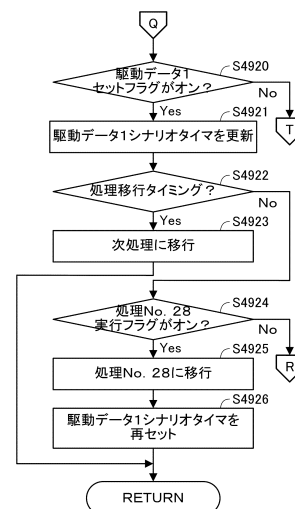 Q
S4920
駆動データ1
セットフラグがオン?
No
T
Yes
S4921
駆動データ1シナリオタイマを更新
S4922
処理移行タイミング?
No
Yes
S4923
次処理に移行
S4924
処理No. 28
実行フラグがオン?
No
R
Yes
S4925
処理No. 28に移行
S4926
駆動データ1シナリオタイマを
再セット
RETURN